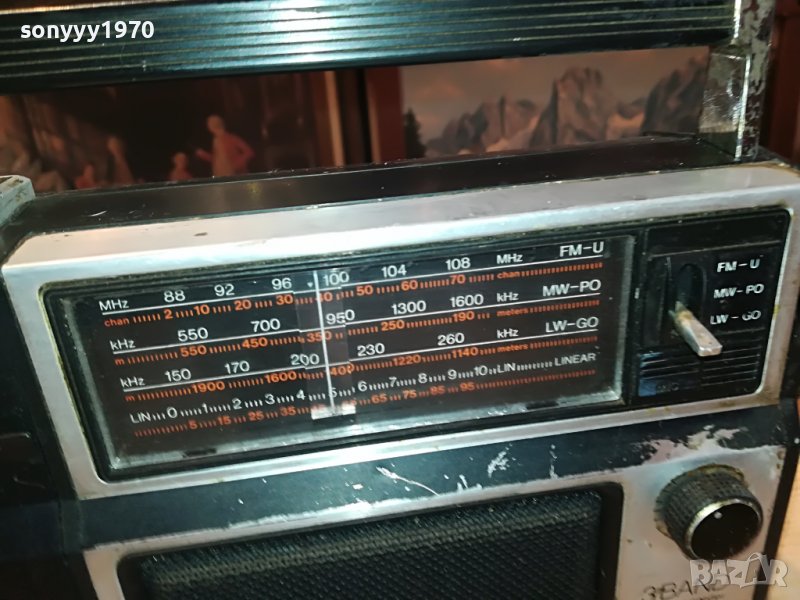 sonyyy1970
MHz 88 92 96 100 104 108 MHz FM-U
chan 2 10 20 30 40 50 60 70 chan
kHz 550 700 950 1300 1600 kHz MW-PO
m 550 450 350 250 190 meters
kHz 150 170 200 230 260 kHz LW-GO
m 1900 1600 400 1220 1140 meters
LIN 0 1 2 3 4 5 6 7 8 9 10 LIN LINEAR
5 15 25 35 65 75 85 95
FM-U
MW-PO
LW-GO
3 BAND
BAZAR